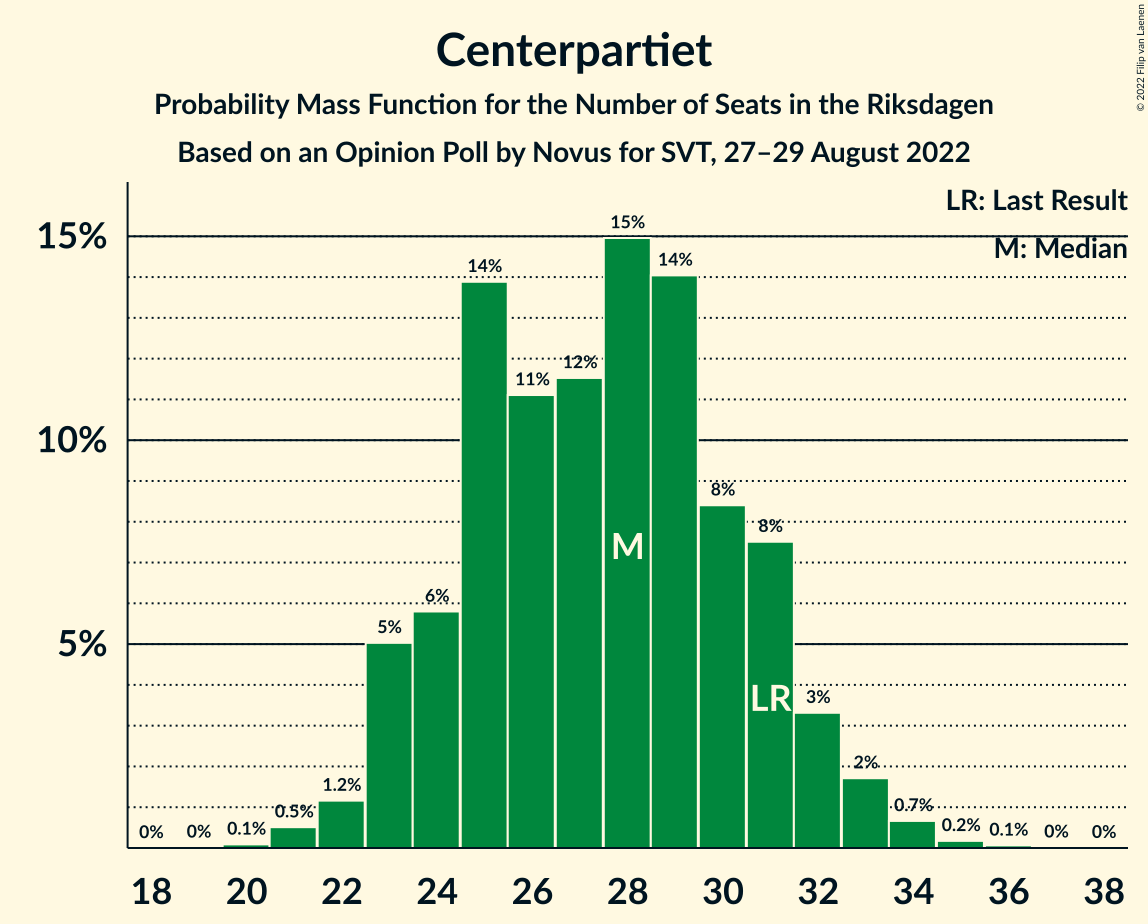 Centerpartiet
Probability Mass Function for the Number of Seats in the Riksdagen
Based on an Opinion Poll by Novus for SVT, 27–29 August 2022
© 2022 Filip van Laenen
LR: Last Result
M: Median
15%
10%
5%
0%
0%
0.1%
0.5%
1.2%
5%
6%
14%
11%
12%
15%
14%
8%
8%
3%
2%
0.7%
0.2%
0.1%
0%
0%
M
LR
18 20 22 24 26 28 30 32 34 36 38